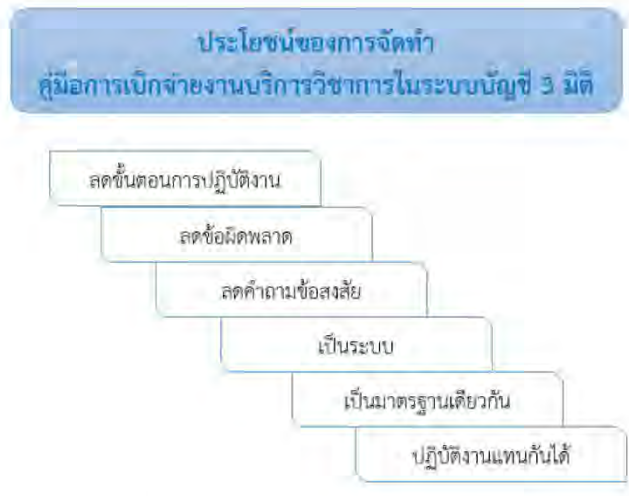 ประโยชน์ของการจัดทำ
คู่มือการเบิกจ่ายงานบริการวิชาการในระบบบัญชี 3 มิติ
ลดขั้นตอนการปฏิบัติงาน
ลดข้อผิดพลาด
ลดคำถามข้อสงสัย
เป็นระบบ
เป็นมาตรฐานเดียวกัน
ปฏิบัติงานแทนกันได้